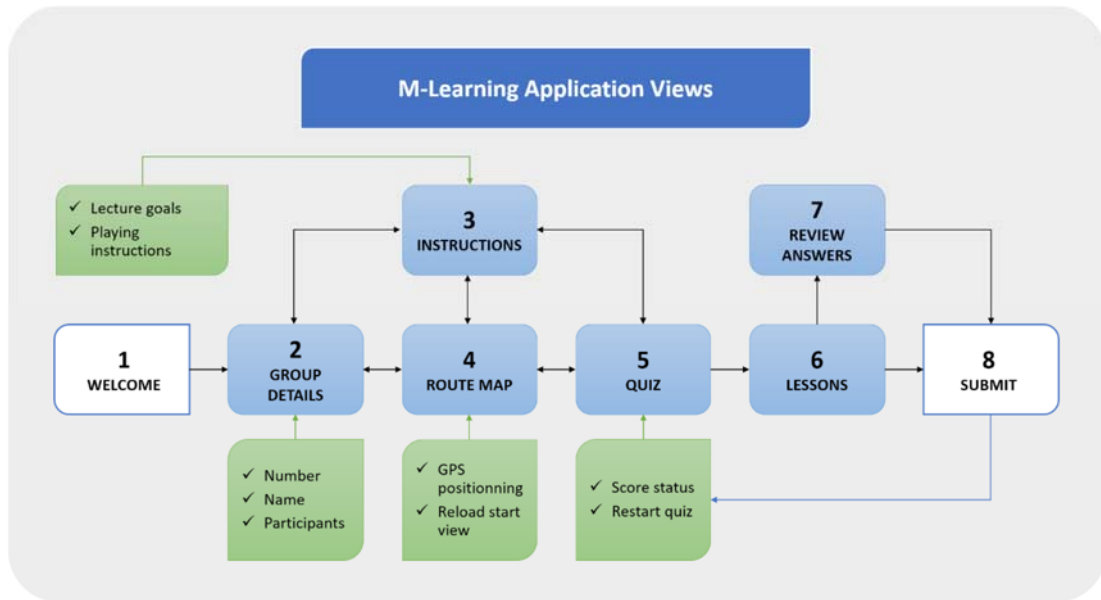 M-Learning Application Views
✓ Lecture goals
✓ Playing
instructions
3
INSTRUCTIONS
7
REVIEW
ANSWERS
1
WELCOME
2
GROUP
DETAILS
4
ROUTE MAP
5
QUIZ
6
LESSONS
8
SUBMIT
✓ Number
✓ Name
✓ Participants
✓ GPS
positionning
✓ Reload start
view
✓ Score status
✓ Restart quiz